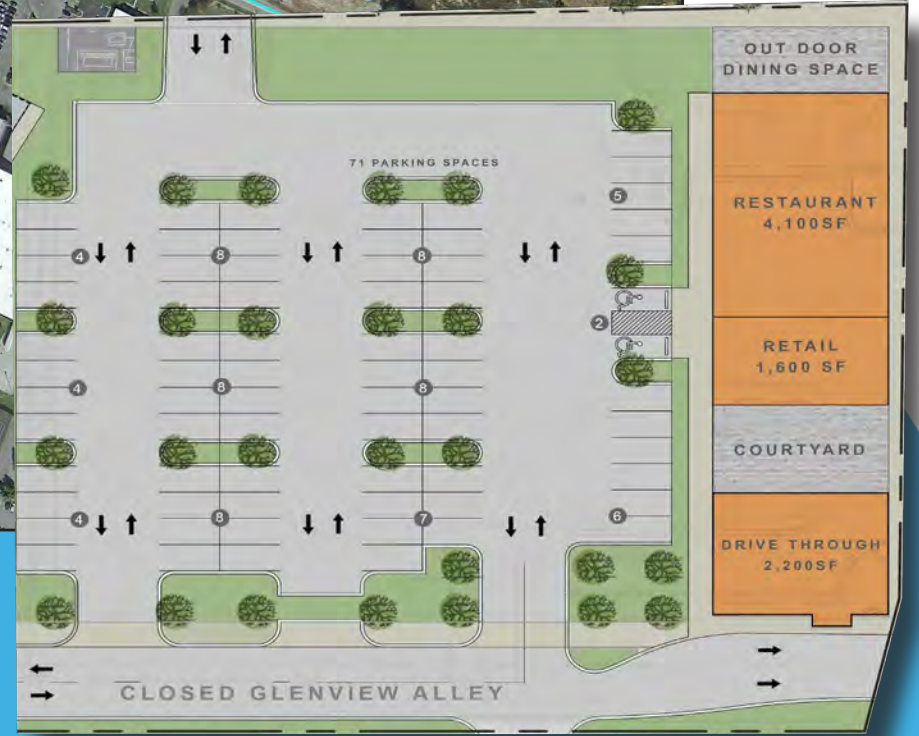 OUT DOOR
DINING SPACE
71 PARKING SPACES
5
RESTAURANT
4,100SF
4
8
8
2
RETAIL
1,600 SF
4
8
8
COURTYARD
4
8
7
6
DRIVE THROUGH
2,200SF
CLOSED GLENVIEW ALLEY